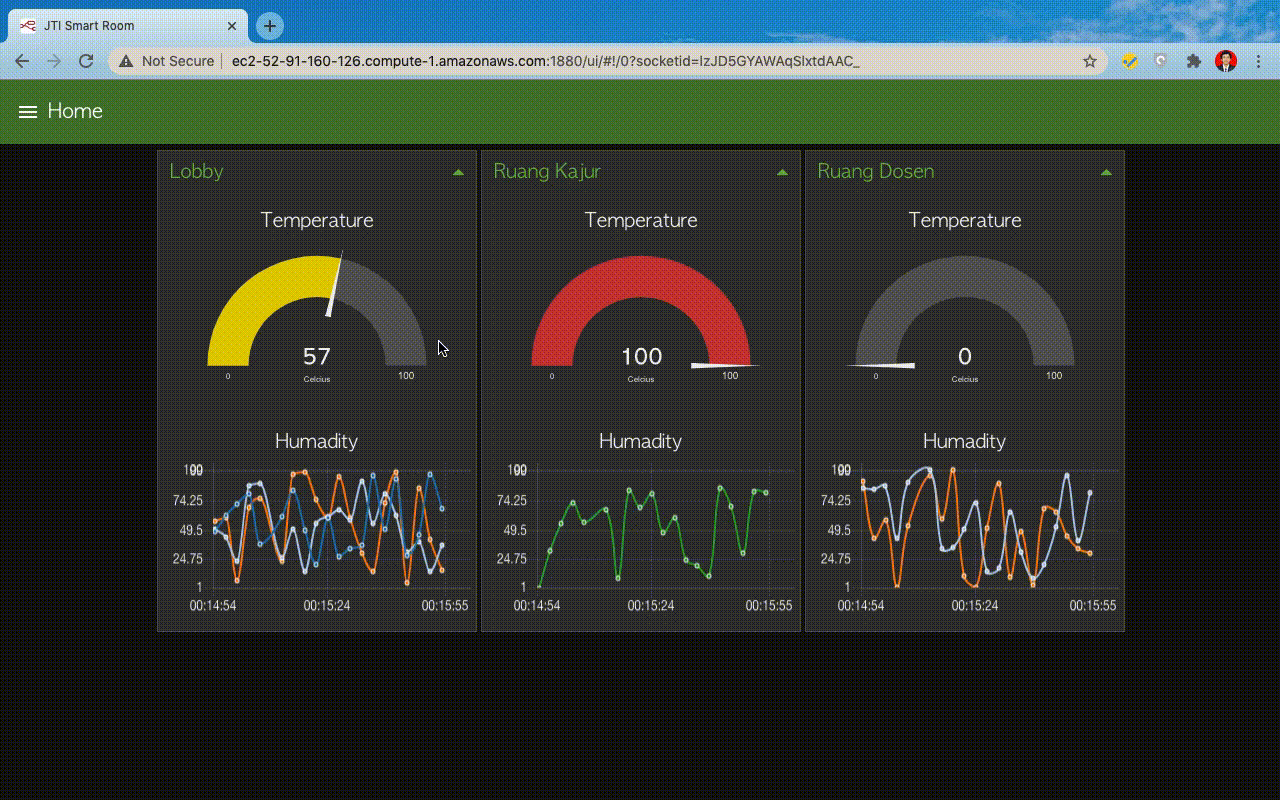 JTI Smart Room
Not Secure
ec2-52-91-160-126.compute-1.amazonaws.com:1880/ui/#!/0?socketid=IzJD5GYAWAqSlxtdAAC_
Home
Lobby
Temperature
57
Celcius
0
100
Humadity
74.25
49.5
24.75
1
00:14:54
00:15:24
00:15:55
Ruang Kajur
Temperature
100
Celcius
0
100
Humadity
74.25
49.5
24.75
1
00:14:54
00:15:24
00:15:55
Ruang Dosen
Temperature
0
Celcius
0
100
Humadity
74.25
49.5
24.75
1
00:14:54
00:15:24
00:15:55